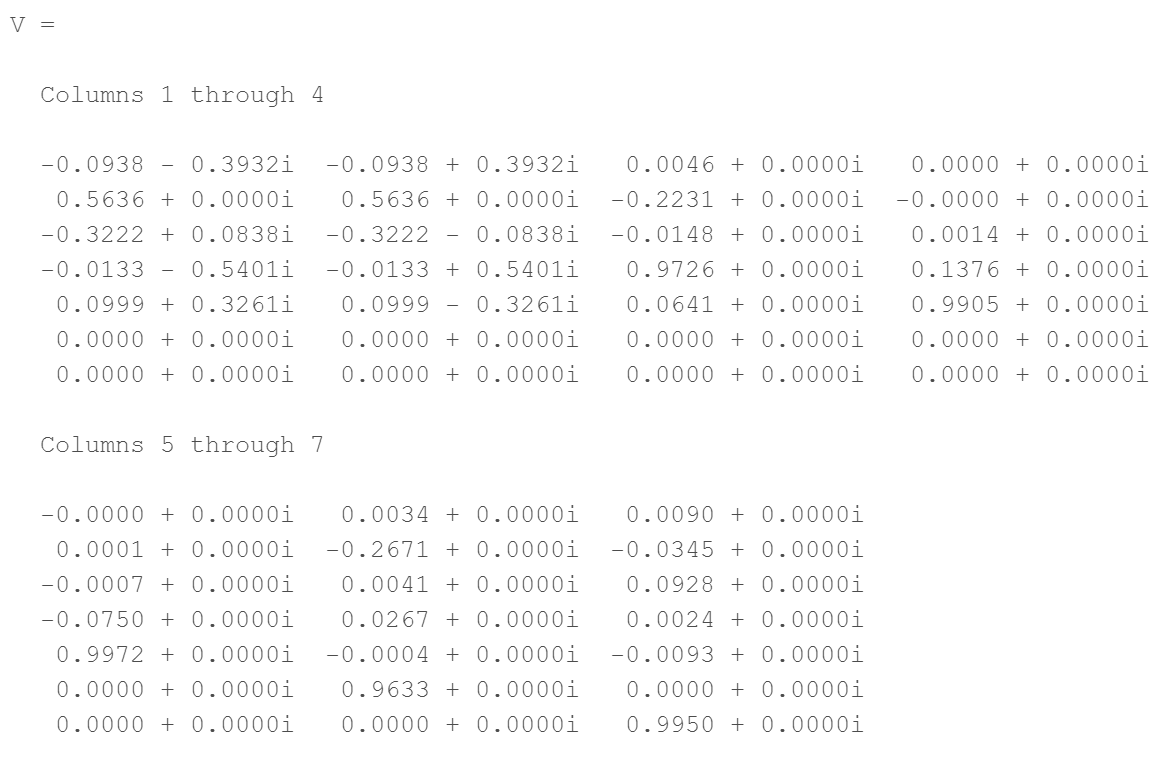 V =
Columns 1 through 4
-0.0938 - 0.3932i  -0.0938 + 0.3932i   0.0046 + 0.0000i   0.0000 + 0.0000i
0.5636 + 0.0000i   0.5636 + 0.0000i  -0.2231 + 0.0000i  -0.0000 + 0.0000i
-0.3222 + 0.0838i  -0.3222 - 0.0838i  -0.0148 + 0.0000i   0.0014 + 0.0000i
-0.0133 - 0.5401i  -0.0133 + 0.5401i   0.9726 + 0.0000i   0.1376 + 0.0000i
0.0999 + 0.3261i   0.0999 - 0.3261i   0.0641 + 0.0000i   0.9905 + 0.0000i
0.0000 + 0.0000i   0.0000 + 0.0000i   0.0000 + 0.0000i   0.0000 + 0.0000i
0.0000 + 0.0000i   0.0000 + 0.0000i   0.0000 + 0.0000i   0.0000 + 0.0000i
Columns 5 through 7
-0.0000 + 0.0000i   0.0034 + 0.0000i   0.0090 + 0.0000i
0.0001 + 0.0000i  -0.2671 + 0.0000i  -0.0345 + 0.0000i
-0.0007 + 0.0000i   0.0041 + 0.0000i   0.0928 + 0.0000i
-0.0750 + 0.0000i   0.0267 + 0.0000i   0.0024 + 0.0000i
0.9972 + 0.0000i  -0.0004 + 0.0000i  -0.0093 + 0.0000i
0.0000 + 0.0000i   0.9633 + 0.0000i   0.0000 + 0.0000i
0.0000 + 0.0000i   0.0000 + 0.0000i   0.9950 + 0.0000i